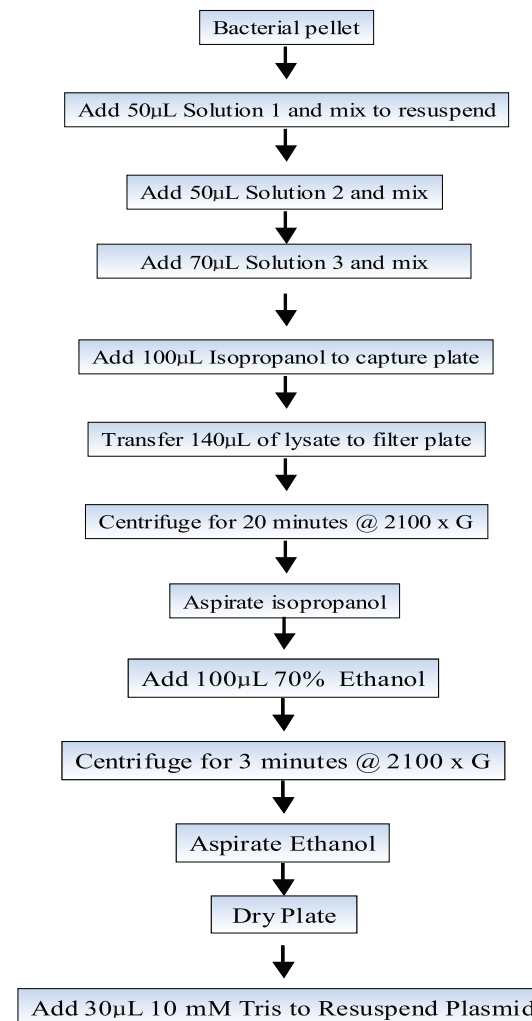 Bacterial pellet
Add 50µL Solution 1 and mix to resuspend
Add 50µL Solution 2 and mix
Add 70µL Solution 3 and mix
Add 100µL Isopropanol to capture plate
Transfer 140µL of lysate to filter plate
Centrifuge for 20 minutes @ 2100 x G
Aspirate isopropanol
Add 100µL 70% Ethanol
Centrifuge for 3 minutes @ 2100 x G
Aspirate Ethanol
Dry Plate
Add 30µL 10 mM Tris to Resuspend Plasmid